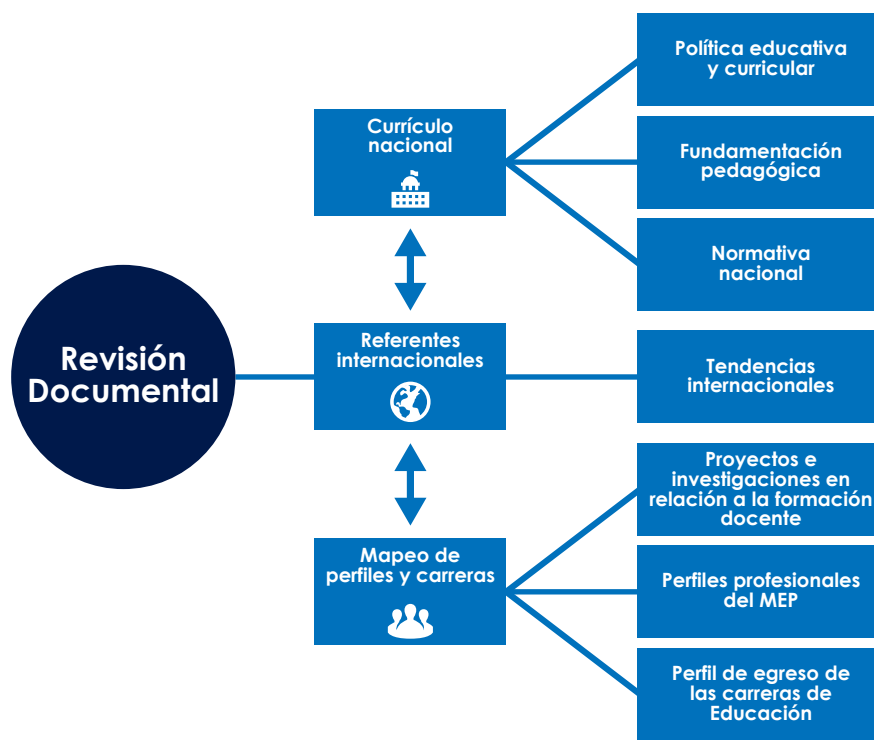 Revisión
Documental
Currículo
nacional
Política educativa
y curricular
Fundamentación
pedagógica
Normativa
nacional
Referentes
internacionales
Tendencias
internacionales
Mapeo de
perfiles y carreras
Proyectos e
investigaciones en
relación a la formación
docente
Perfiles profesionales
del MEP
Perfil de egreso de
las carreras de
Educación